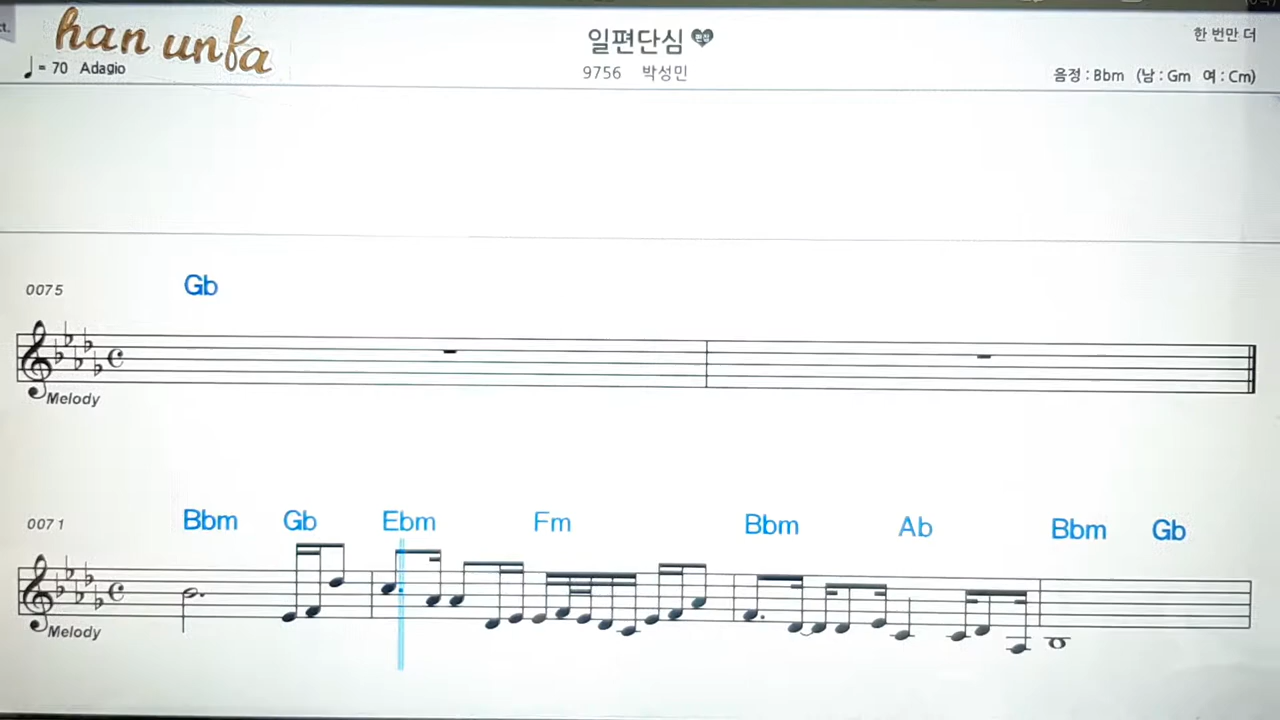 ct.
han unfa
일편단심
한 번만 더
= 70 Adagio
9756 박성민
음정 : Bbm (남 : Gm 여 : Cm)
0075
Gb
Melody
0071
Bbm Gb Ebm Fm Bbm Ab Bbm Gb
Melody